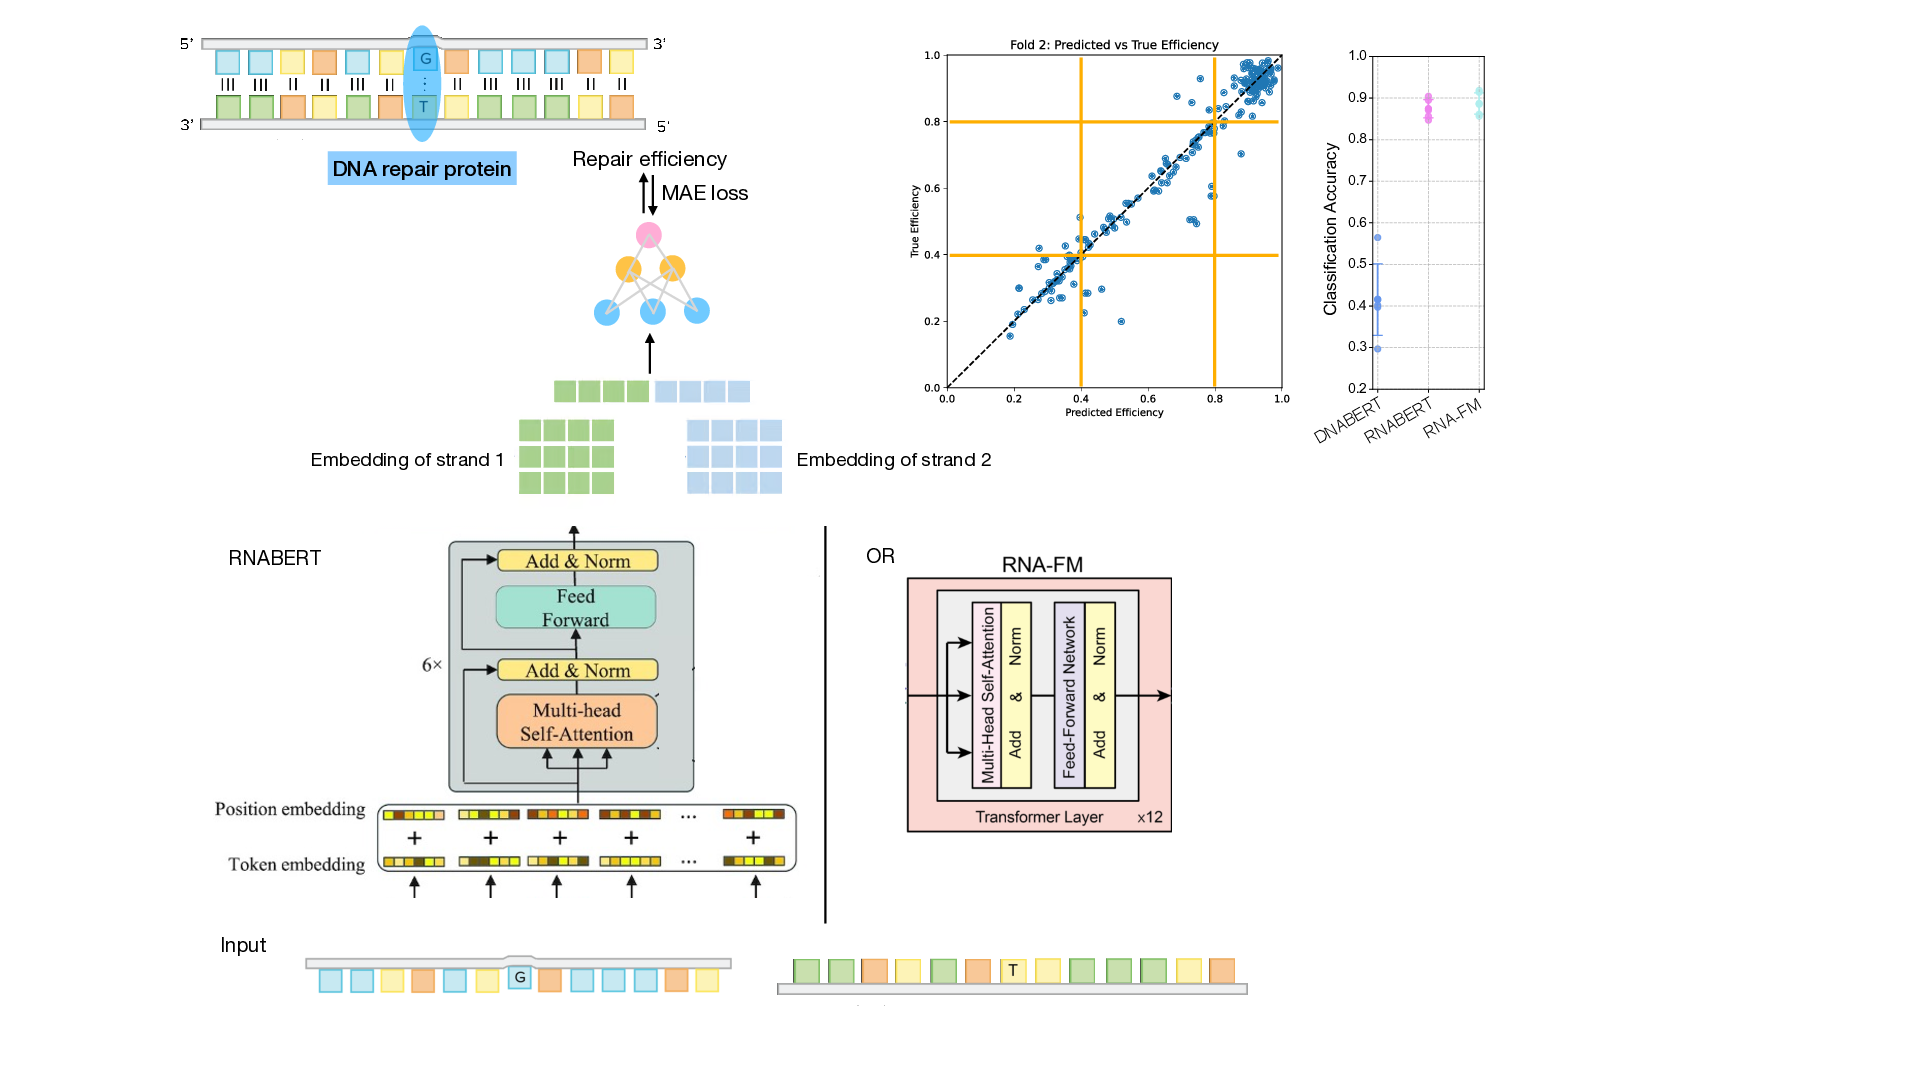 5’
G
3’
3’
T
5’
DNA repair protein
Repair efficiency
MAE loss
Embedding of strand 1
Embedding of strand 2
Fold 2: Predicted vs True Efficiency
True Efficiency
1.0
0.8
0.6
0.4
0.2
0.0
0.0 0.2 0.4 0.6 0.8 1.0
Predicted Efficiency
Classification Accuracy
1.0
0.9
0.8
0.7
0.6
0.5
0.4
0.3
0.2
DNABERT
RNABERT
RNA-FM
RNABERT
Add & Norm
Feed
Forward
6×
Add & Norm
Multi-head
Self-Attention
Position embedding
...
+ + + + +
Token embedding
...
OR
RNA-FM
Multi-Head Self-Attention
Add & Norm
Feed-Forward Network
Add & Norm
Transformer Layer
x12
Input
G
T